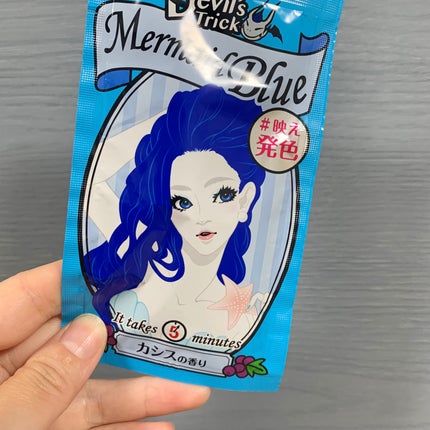 Devil's
Trick
Mermaid Blue
#映え
発色
It takes 5 minutes
カシスの香り